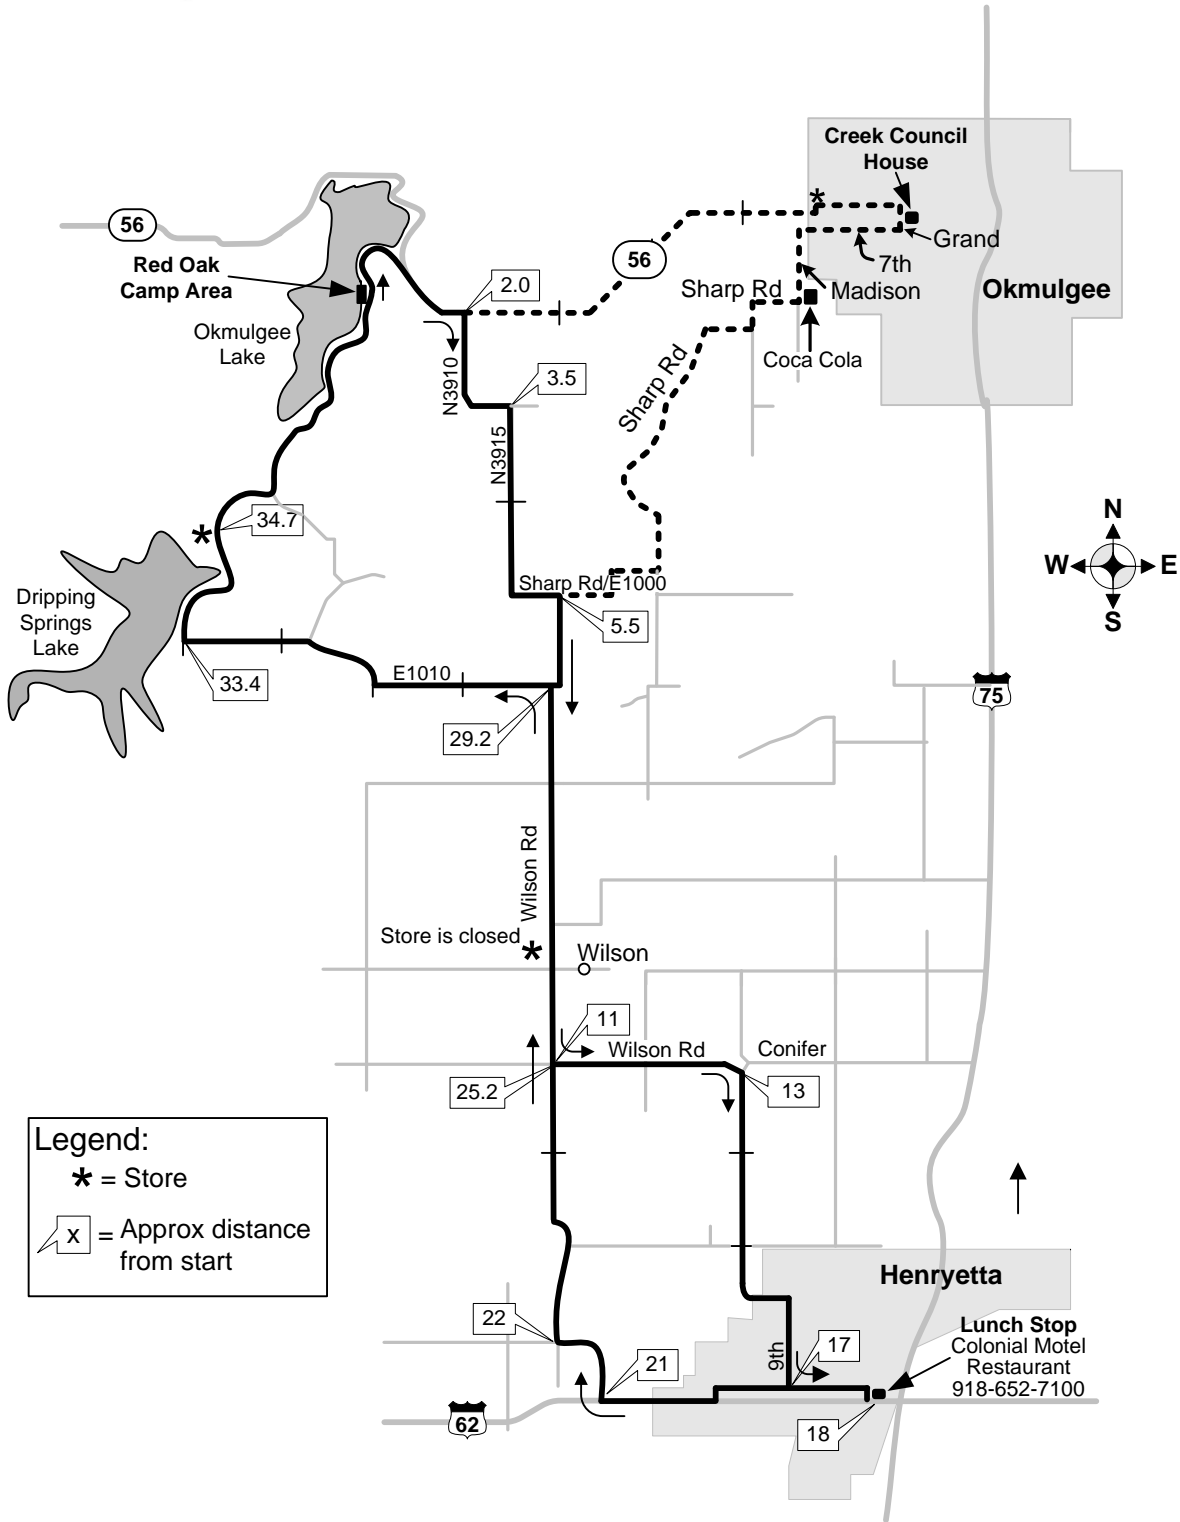 Creek Council
House
56
Grand
Red Oak
Camp Area
56
7th
2.0
Sharp Rd
Madison
Okmulgee
Okmulgee
Lake
Coca Cola
N3910
3.5
Sharp Rd
N3915
34.7
N
W
E
S
Dripping
Springs
Lake
Sharp Rd/E1000
5.5
33.4
E1010
75
29.2
Wilson Rd
Store is closed
*
Wilson
11
Wilson Rd
Conifer
25.2
13
Legend:
* = Store
x = Approx distance
from start
Henryetta
22
Lunch Stop
Colonial Motel
Restaurant
918-652-7100
17
9th
21
62
18